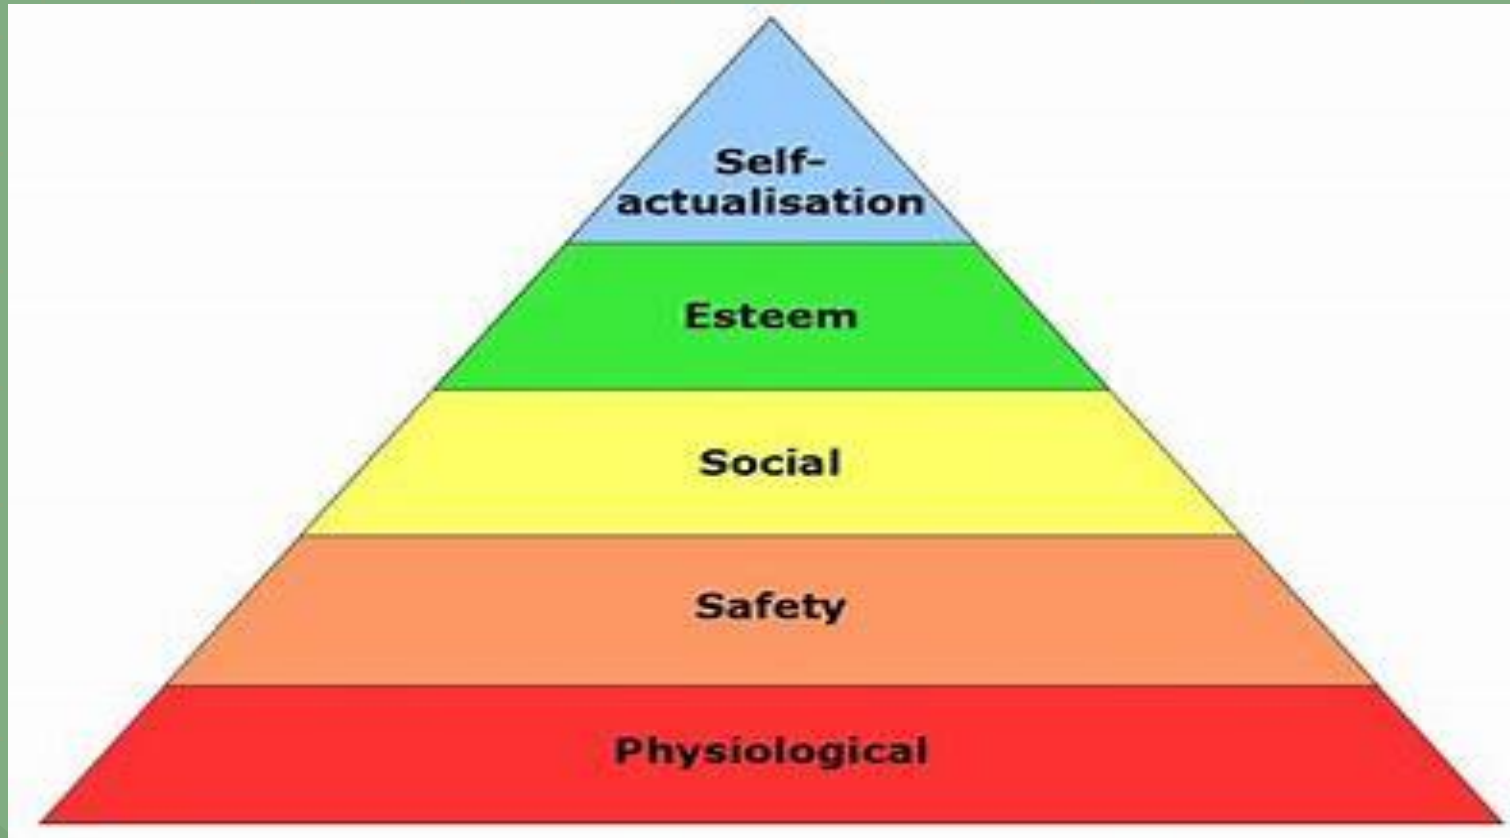 Self-
actualisation
Esteem
Social
Safety
Physiological